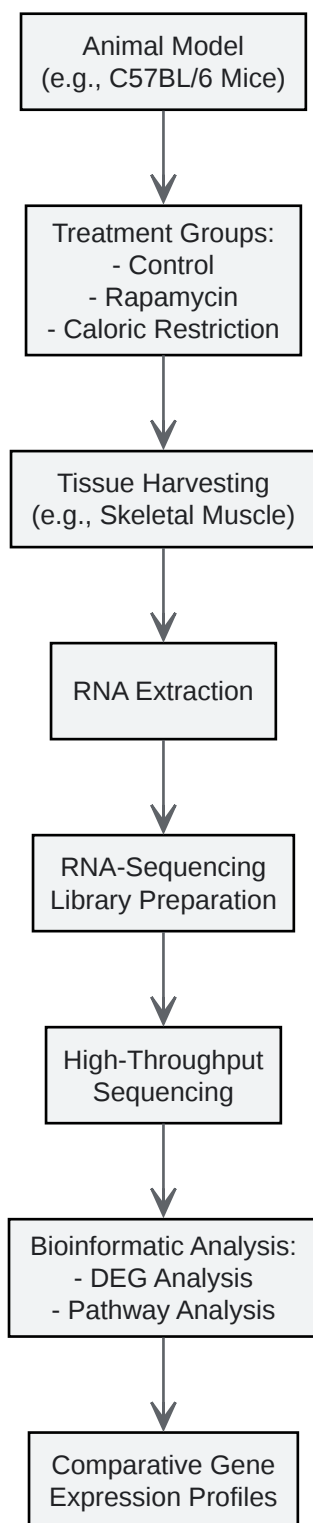 Animal Model
(e.g., C57BL/6 Mice)
Treatment Groups:
- Control
- Rapamycin
- Caloric Restriction
Tissue Harvesting
(e.g., Skeletal Muscle)
RNA Extraction
RNA-Sequencing
Library Preparation
High-Throughput
Sequencing
Bioinformatic Analysis:
- DEG Analysis
- Pathway Analysis
Comparative Gene
Expression Profiles